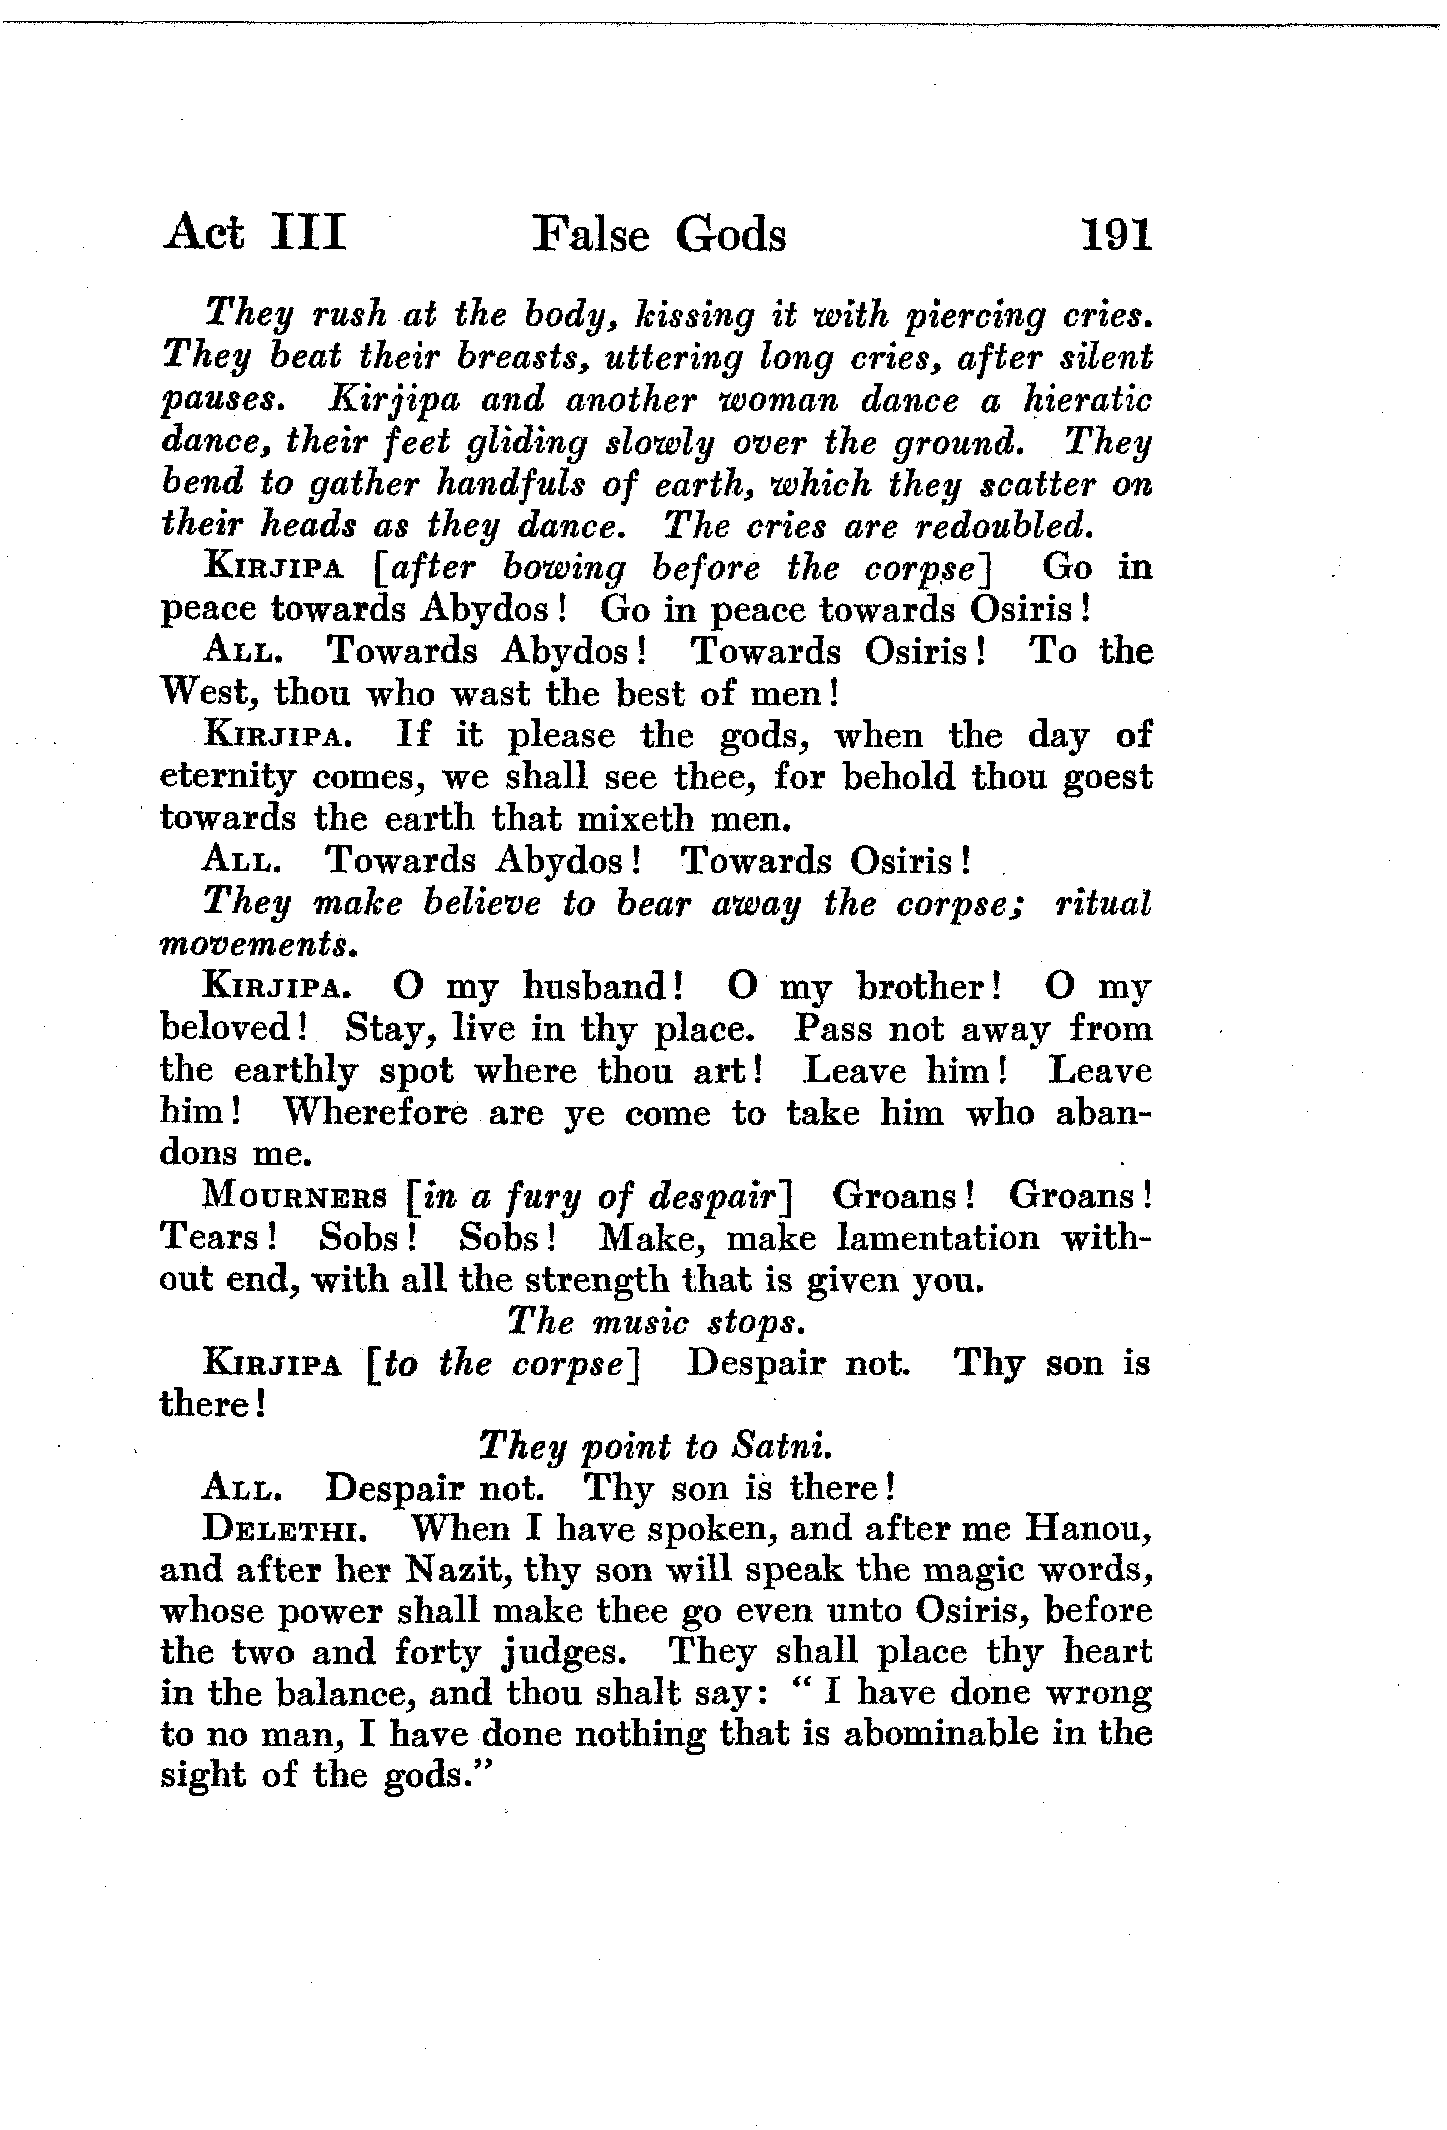 Act III False Gods 191
They rush at the body, kissing it with piercing cries.
They beat their breasts, uttering long cries, after silent
pauses. Kirjipa and another woman dance a hieratic
dance, their feet gliding slowly over the ground. They
bend to gather handfuls of earth, which they scatter on
their heads as they dance. The cries are redoubled.
KIRJIPA [after bowing before the corpse] Go in
peace towards Abydos! Go in peace towards Osiris!
ALL. Towards Abydos! Towards Osiris! To the
West, thou who wast the best of men!
KIRJIPA. If it please the gods, when the day of
eternity comes, we shall see thee, for behold thou goest
towards the earth that mixeth men.
ALL. Towards Abydos! Towards Osiris!
They make believe to bear away the corpse; ritual
movements.
KIRJIPA. O my husband! O my brother! O my
beloved! Stay, live in thy place. Pass not away from
the earthly spot where thou art! Leave him! Leave
him! Wherefore are ye come to take him who aban-
dons me.
MOURNERS [in a fury of despair] Groans! Groans!
Tears! Sobs! Sobs! Make, make lamentation with-
out end, with all the strength that is given you.
The music stops.
KIRJIPA [to the corpse] Despair not. Thy son is
there!
They point to Satni.
ALL. Despair not. Thy son is there!
DELETHI. When I have spoken, and after me Hanou,
and after her Nazit, thy son will speak the magic words,
whose power shall make thee go even unto Osiris, before
the two and forty judges. They shall place thy heart
in the balance, and thou shalt say: "I have done wrong
to no man, I have done nothing that is abominable in the
sight of the gods."